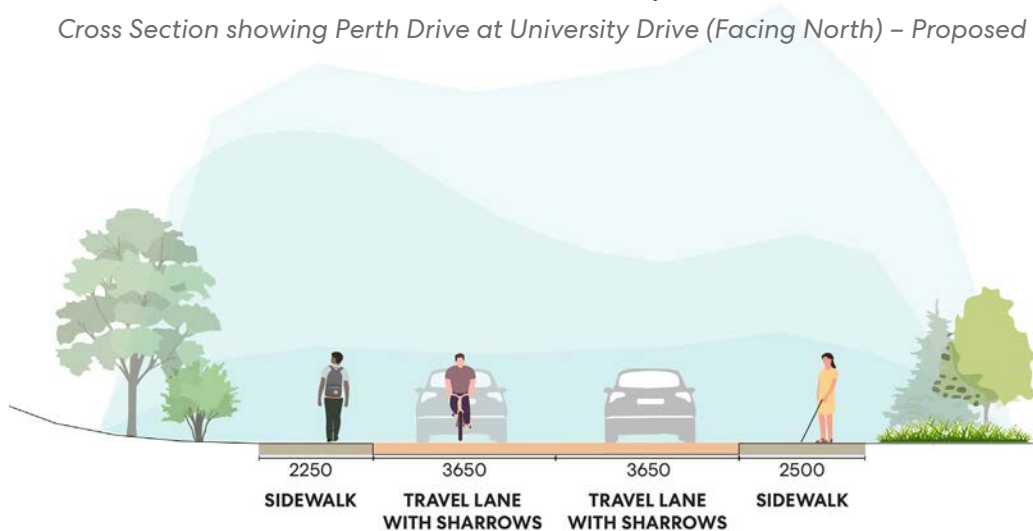 Cross Section showing Perth Drive at University Drive (Facing North) – Proposed
2250 3650 3650 2500
SIDEWALK TRAVEL LANE TRAVEL LANE SIDEWALK
WITH SHARROWS WITH SHARROWS